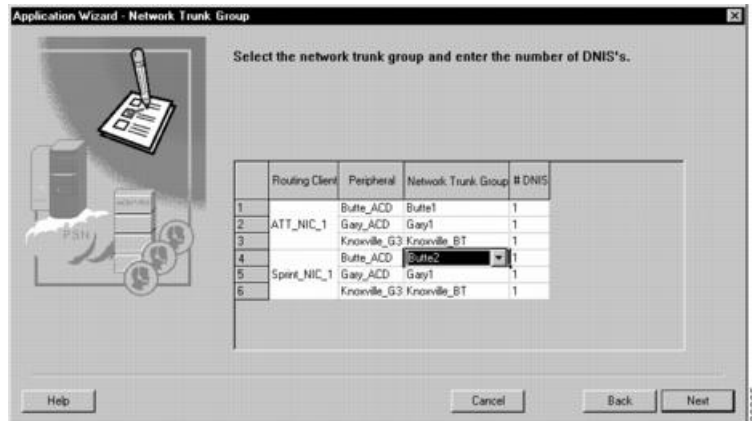 Application Wizard - Network Trunk Group
Select the network trunk group and enter the number of DNIS's.
Routing Client Peripheral Network Trunk Group # DNIS
1 Butte_ACD Butte1 1
2 ATT_NIC_1 Gary_ACD Gary1 1
3 Knoxville_G3 Knoxville_BT 1
4 Butte_ACD Butte2 1
5 Sprint_NIC_1 Gary_ACD Gary1 1
6 Knoxville_G3 Knoxville_BT 1
PSN
Help Cancel Back Next